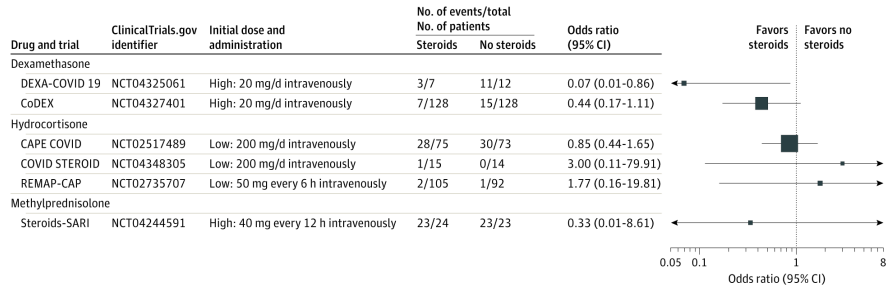 No. of events/total
No. of patients
Drug and trial ClinicalTrials.gov identifier Initial dose and administration Steroids No steroids Odds ratio (95% CI) Favors steroids Favors no steroids
Dexamethasone
DEXA-COVID 19 NCT04325061 High: 20 mg/d intravenously 3/7 11/12 0.07 (0.01-0.86)
CoDEX NCT04327401 High: 20 mg/d intravenously 7/128 15/128 0.44 (0.17-1.11)
Hydrocortisone
CAPE COVID NCT02517489 Low: 200 mg/d intravenously 28/75 30/73 0.85 (0.44-1.65)
COVID STEROID NCT04348305 Low: 200 mg/d intravenously 1/15 0/14 3.00 (0.11-79.91)
REMAP-CAP NCT02735707 Low: 50 mg every 6 h intravenously 2/105 1/92 1.77 (0.16-19.81)
Methylprednisolone
Steroids-SARI NCT04244591 High: 40 mg every 12 h intravenously 23/24 23/23 0.33 (0.01-8.61)
0.05 0.1 1 8
Odds ratio (95% CI)